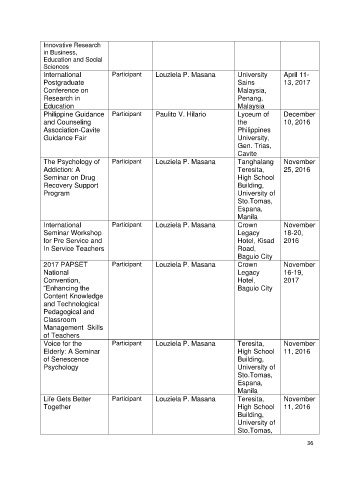 Innovative Research
in Business,
Education and Social
Sciences
International
Postgraduate
Conference on
Research in
Education
Participant
Louziela P. Masana
University
Sains
Malaysia,
Penang,
Malaysia
April 11-
13, 2017
Philippine Guidance
and Counseling
Association-Cavite
Guidance Fair
Participant
Paulito V. Hilario
Lyceum of
the
Philippines
University,
Gen. Trias,
Cavite
December
10, 2016
The Psychology of
Addiction: A
Seminar on Drug
Recovery Support
Program
Participant
Louziela P. Masana
Tanghalang
Teresita,
High School
Building,
University of
Sto.Tomas,
Espana,
Manila
November
25, 2016
International
Seminar Workshop
for Pre Service and
In Service Teachers
Participant
Louziela P. Masana
Crown
Legacy
Hotel, Kisad
Road,
Baguio City
November
18-20,
2016
2017 PAPSET
National
Convention,
"Enhancing the
Content Knowledge
and Technological
Pedagogical and
Classroom
Management Skills
of Teachers
Participant
Louziela P. Masana
Crown
Legacy
Hotel,
Baguio City
November
16-19,
2017
Voice for the
Elderly: A Seminar
of Senescence
Psychology
Participant
Louziela P. Masana
Teresita,
High School
Building,
University of
Sto.Tomas,
Espana,
Manila
November
11, 2016
Life Gets Better
Together
Participant
Louziela P. Masana
Teresita,
High School
Building,
University of
Sto.Tomas,
November
11, 2016
36